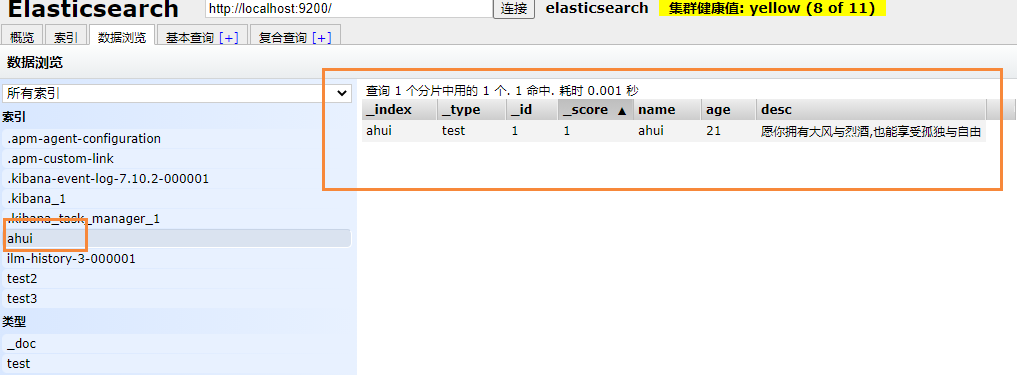 Elasticsearch http://localhost:9200/ 连接 elasticsearch 集群健康值: yellow (8 of 11)
概览 索引 数据浏览 基本查询 [+] 复合查询 [+]
数据浏览
所有索引
索引
.apm-agent-configuration
.apm-custom-link
.kibana-event-log-7.10.2-000001
.kibana_1
.kibana_task_manager_1
ahui
ilm-history-3-000001
test2
test3
类型
_doc
test
查询 1 个分片中用的 1 个. 1 命中. 耗时 0.001 秒
_index _type _id _score ▲ name age desc
ahui test 1 1 ahui 21 愿你拥有大风与烈酒,也能享受孤独与自由